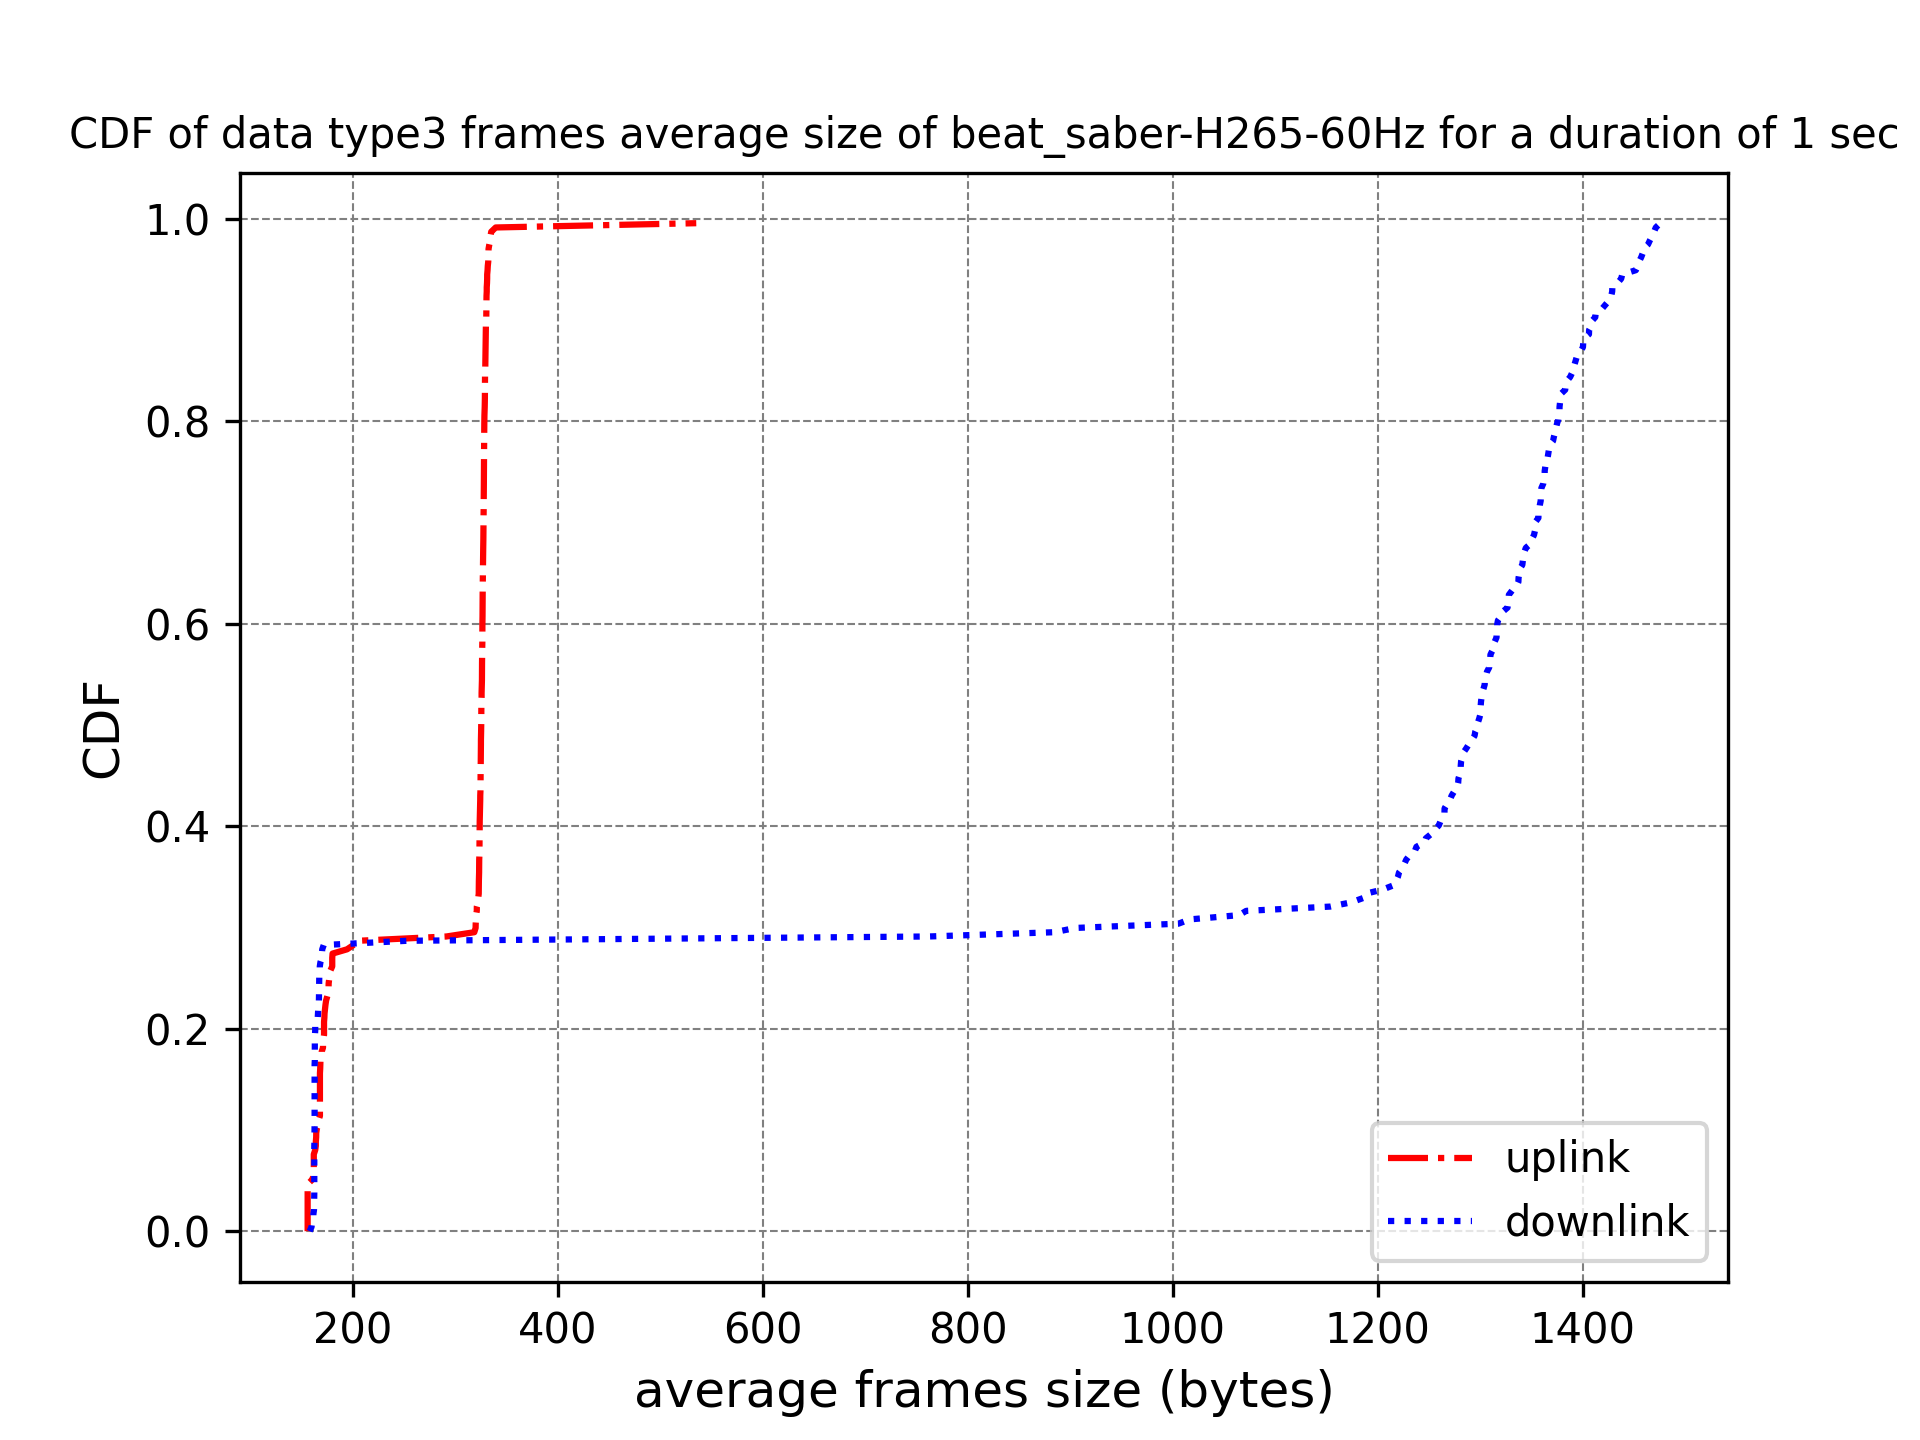 CDF of data type3 frames average size of beat_saber-H265-60Hz for a duration of 1 sec
1.0
0.8
0.6
0.4
0.2
0.0
CDF
uplink
downlink
200 400 600 800 1000 1200 1400
average frames size (bytes)